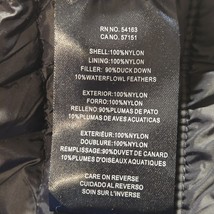 RN NO. 54163
CA NO. 57151
SHELL:100%NYLON
LINING:100%NYLON
FILLER: 90%DUCK DOWN
10%WATERFLOWL FEATHERS
EXTERIOR:100%NYLON
FORRO:100%NYLON
RELLENO:90%PLUMAS DE PATO
10%PLUMAS DE AVES ACUATICAS
EXTÉRIEUR:100%NYLON
DOUBLURE:100%NYLON
REMPLISSAGE:90%DUVET DE CANARD
10%PLUMES D'OISEAUX AQUATIQUES
CARE ON REVERSE
CUIDADO AL REVERSO
SOIN SUR L'INVERSE